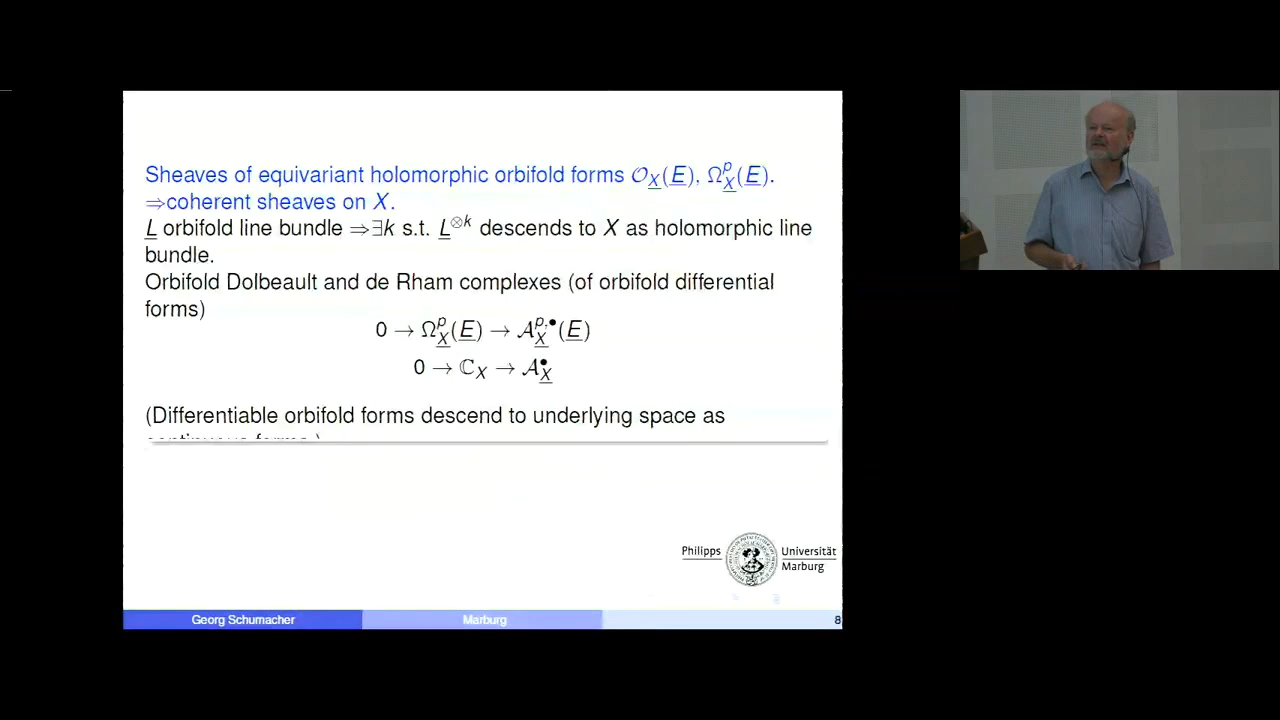 Sheaves of equivariant holomorphic orbifold forms 𝒪_X̲(E̲), Ω^p_X̲(E̲).
⇒coherent sheaves on X.
L̲ orbifold line bundle ⇒∃k s.t. L̲^⊗k descends to X as holomorphic line
bundle.
Orbifold Dolbeault and de Rham complexes (of orbifold differential
forms)
0 → Ω^p_X̲(E̲) → 𝒜^p,•_X̲(E̲)
0 → ℂ_X → 𝒜^•_X̲
(Differentiable orbifold forms descend to underlying space as
Philipps Universität
Marburg
Georg Schumacher Marburg 8